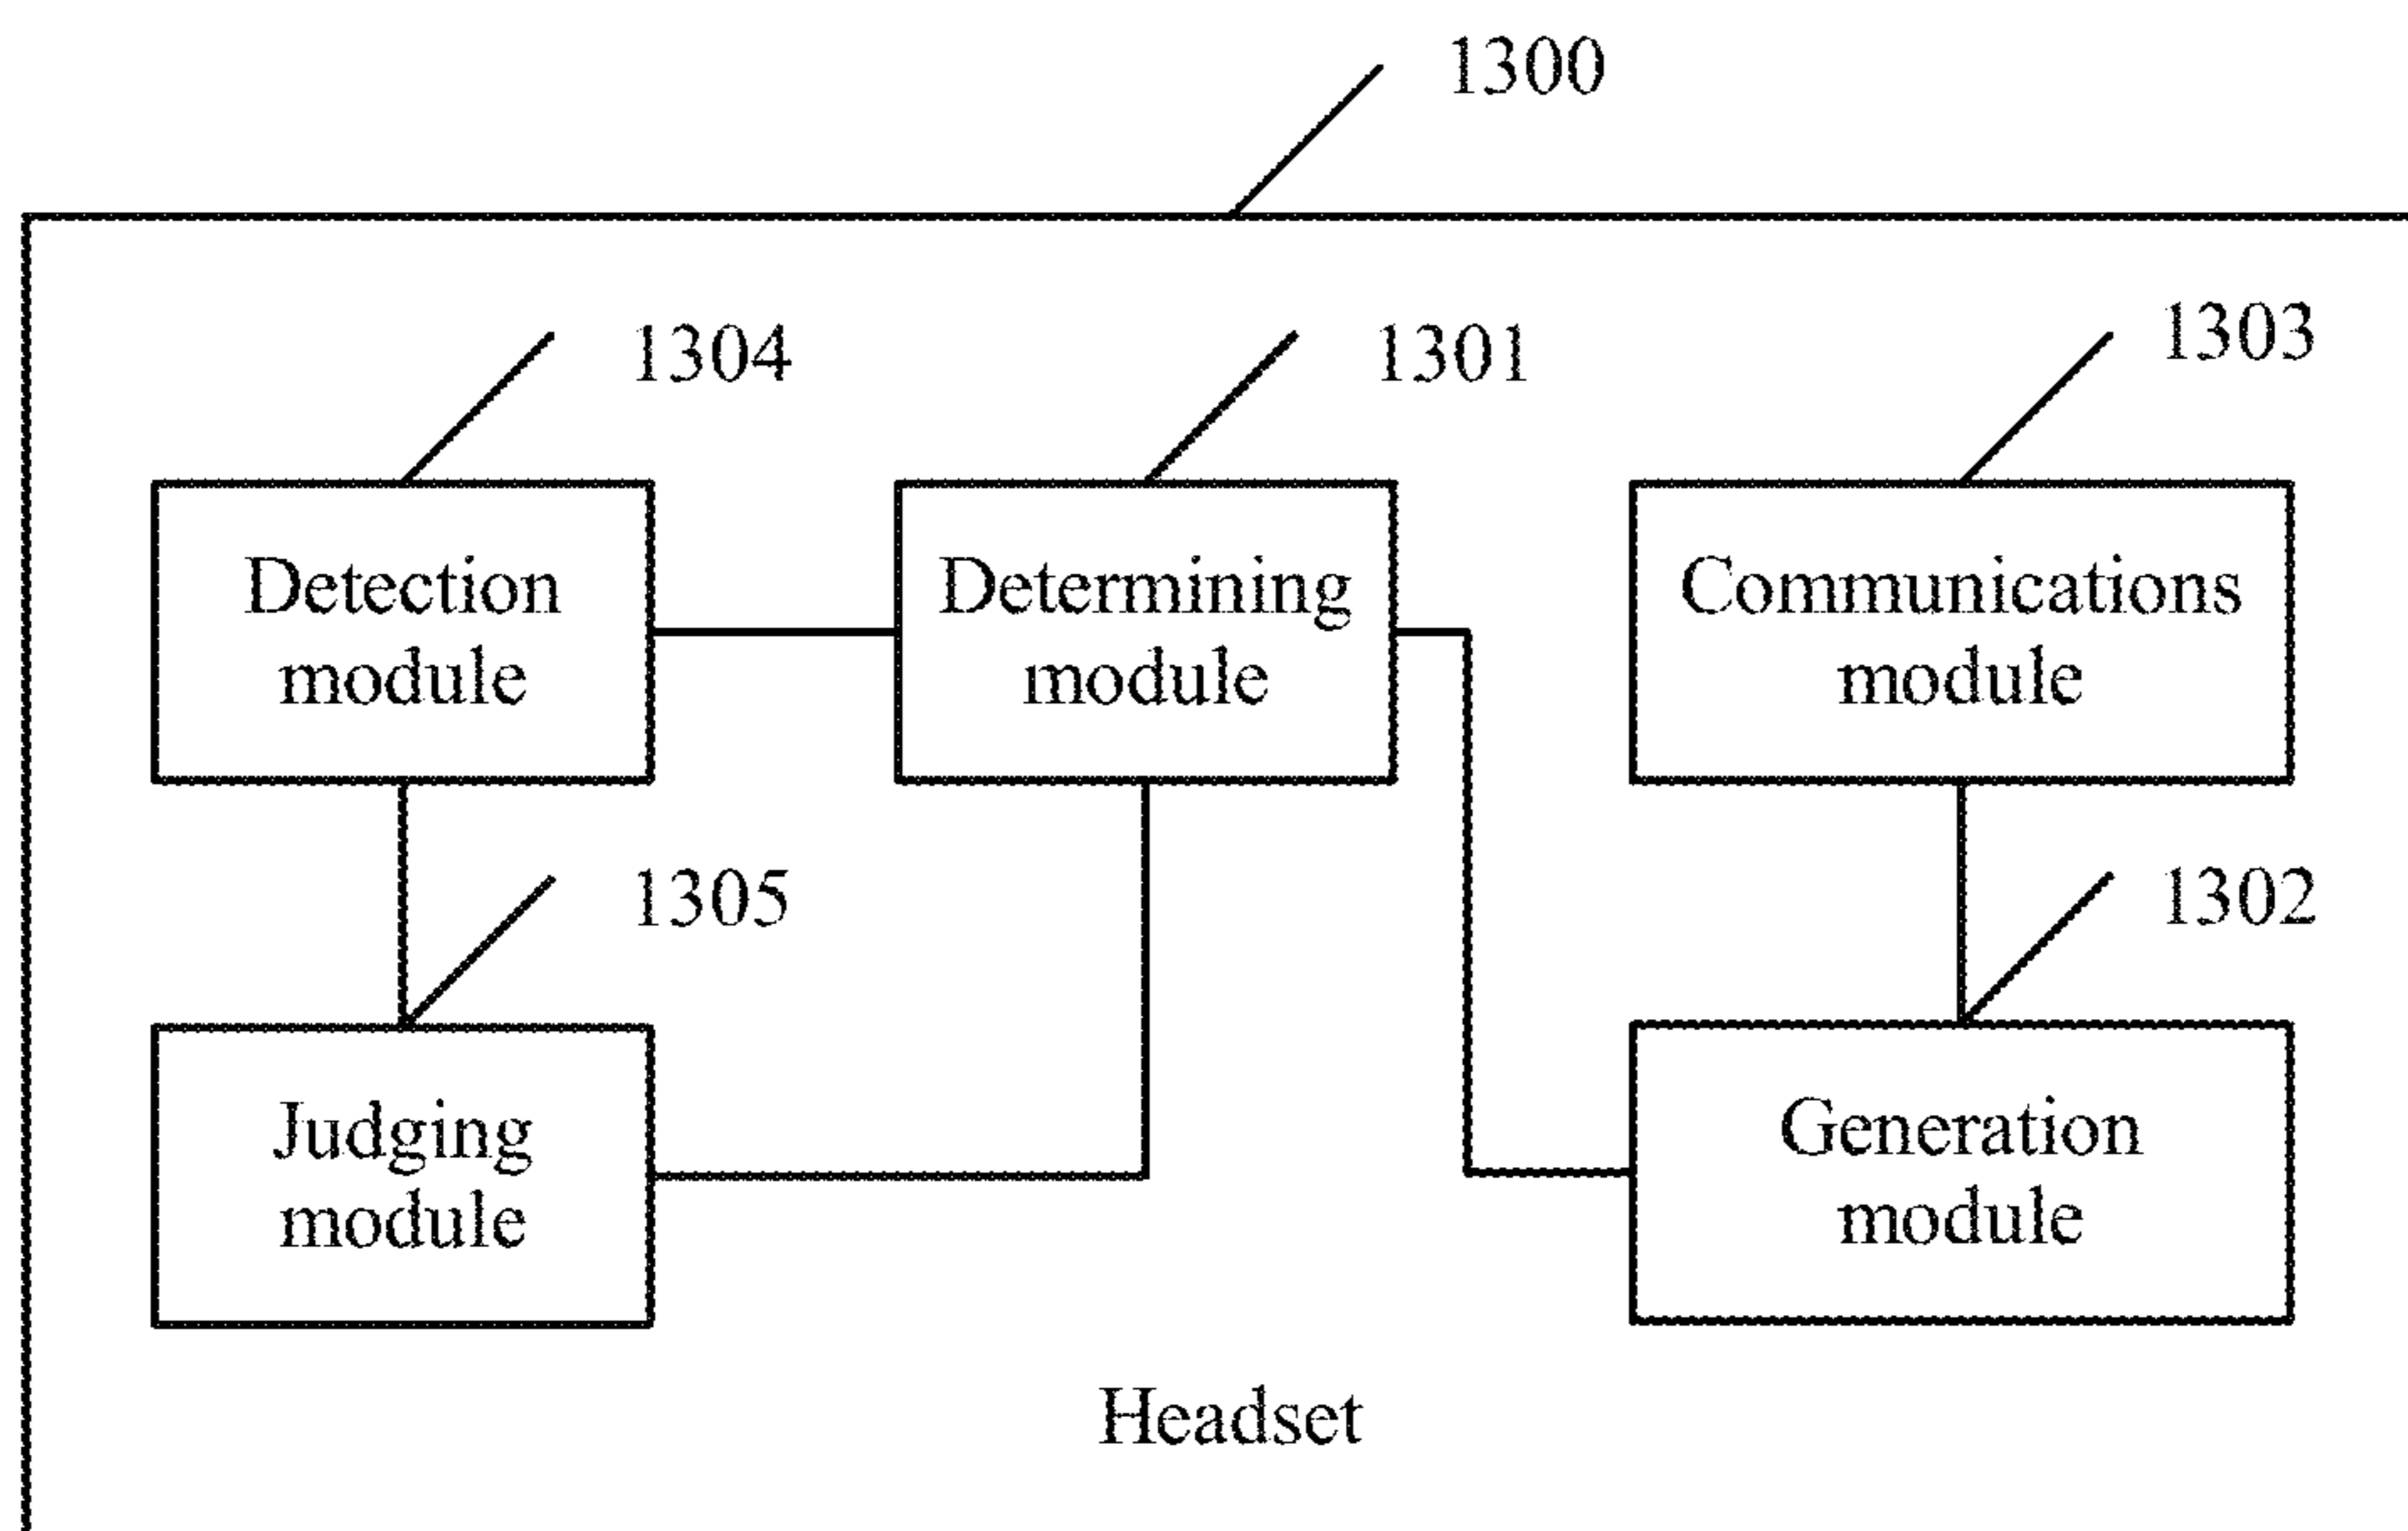 1300
1304
1301
1303
Detection
module
Determining
module
Communications
module
1305
1302
Judging
module
Generation
module
Headset